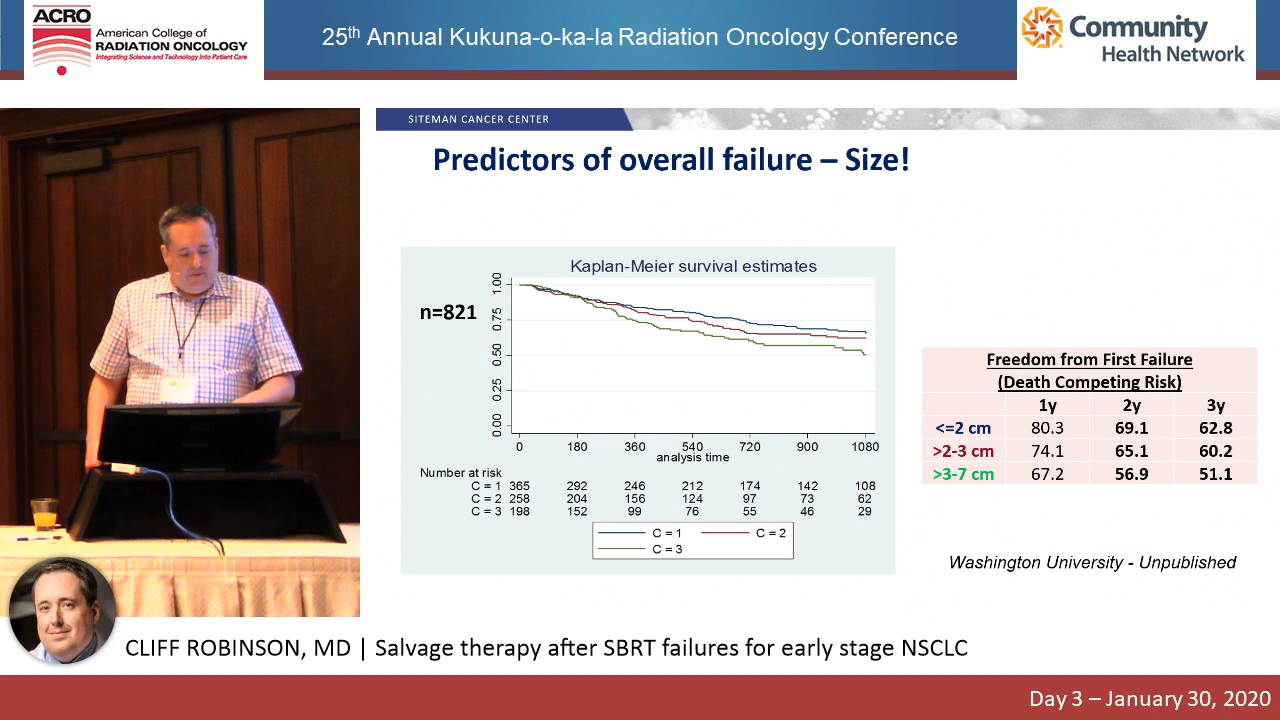 ACRO
American College of
RADIATION ONCOLOGY
Integrating Science and Technology Into Patient Care
25th Annual Kukuna-o-ka-la Radiation Oncology Conference
Community
Health Network
SITEMAN CANCER CENTER
Predictors of overall failure – Size!
Kaplan-Meier survival estimates
n=821
1.00
0.75
0.50
0.25
0.00
0 180 360 540 720 900 1080
analysis time
Number at risk
C = 1 365 292 246 212 174 142 108
C = 2 258 204 156 124 97 73 62
C = 3 198 152 99 76 55 46 29
C = 1 C = 2
C = 3
Freedom from First Failure
(Death Competing Risk)
1y 2y 3y
<=2 cm 80.3 69.1 62.8
>2-3 cm 74.1 65.1 60.2
>3-7 cm 67.2 56.9 51.1
Washington University - Unpublished
CLIFF ROBINSON, MD | Salvage therapy after SBRT failures for early stage NSCLC
Day 3 – January 30, 2020